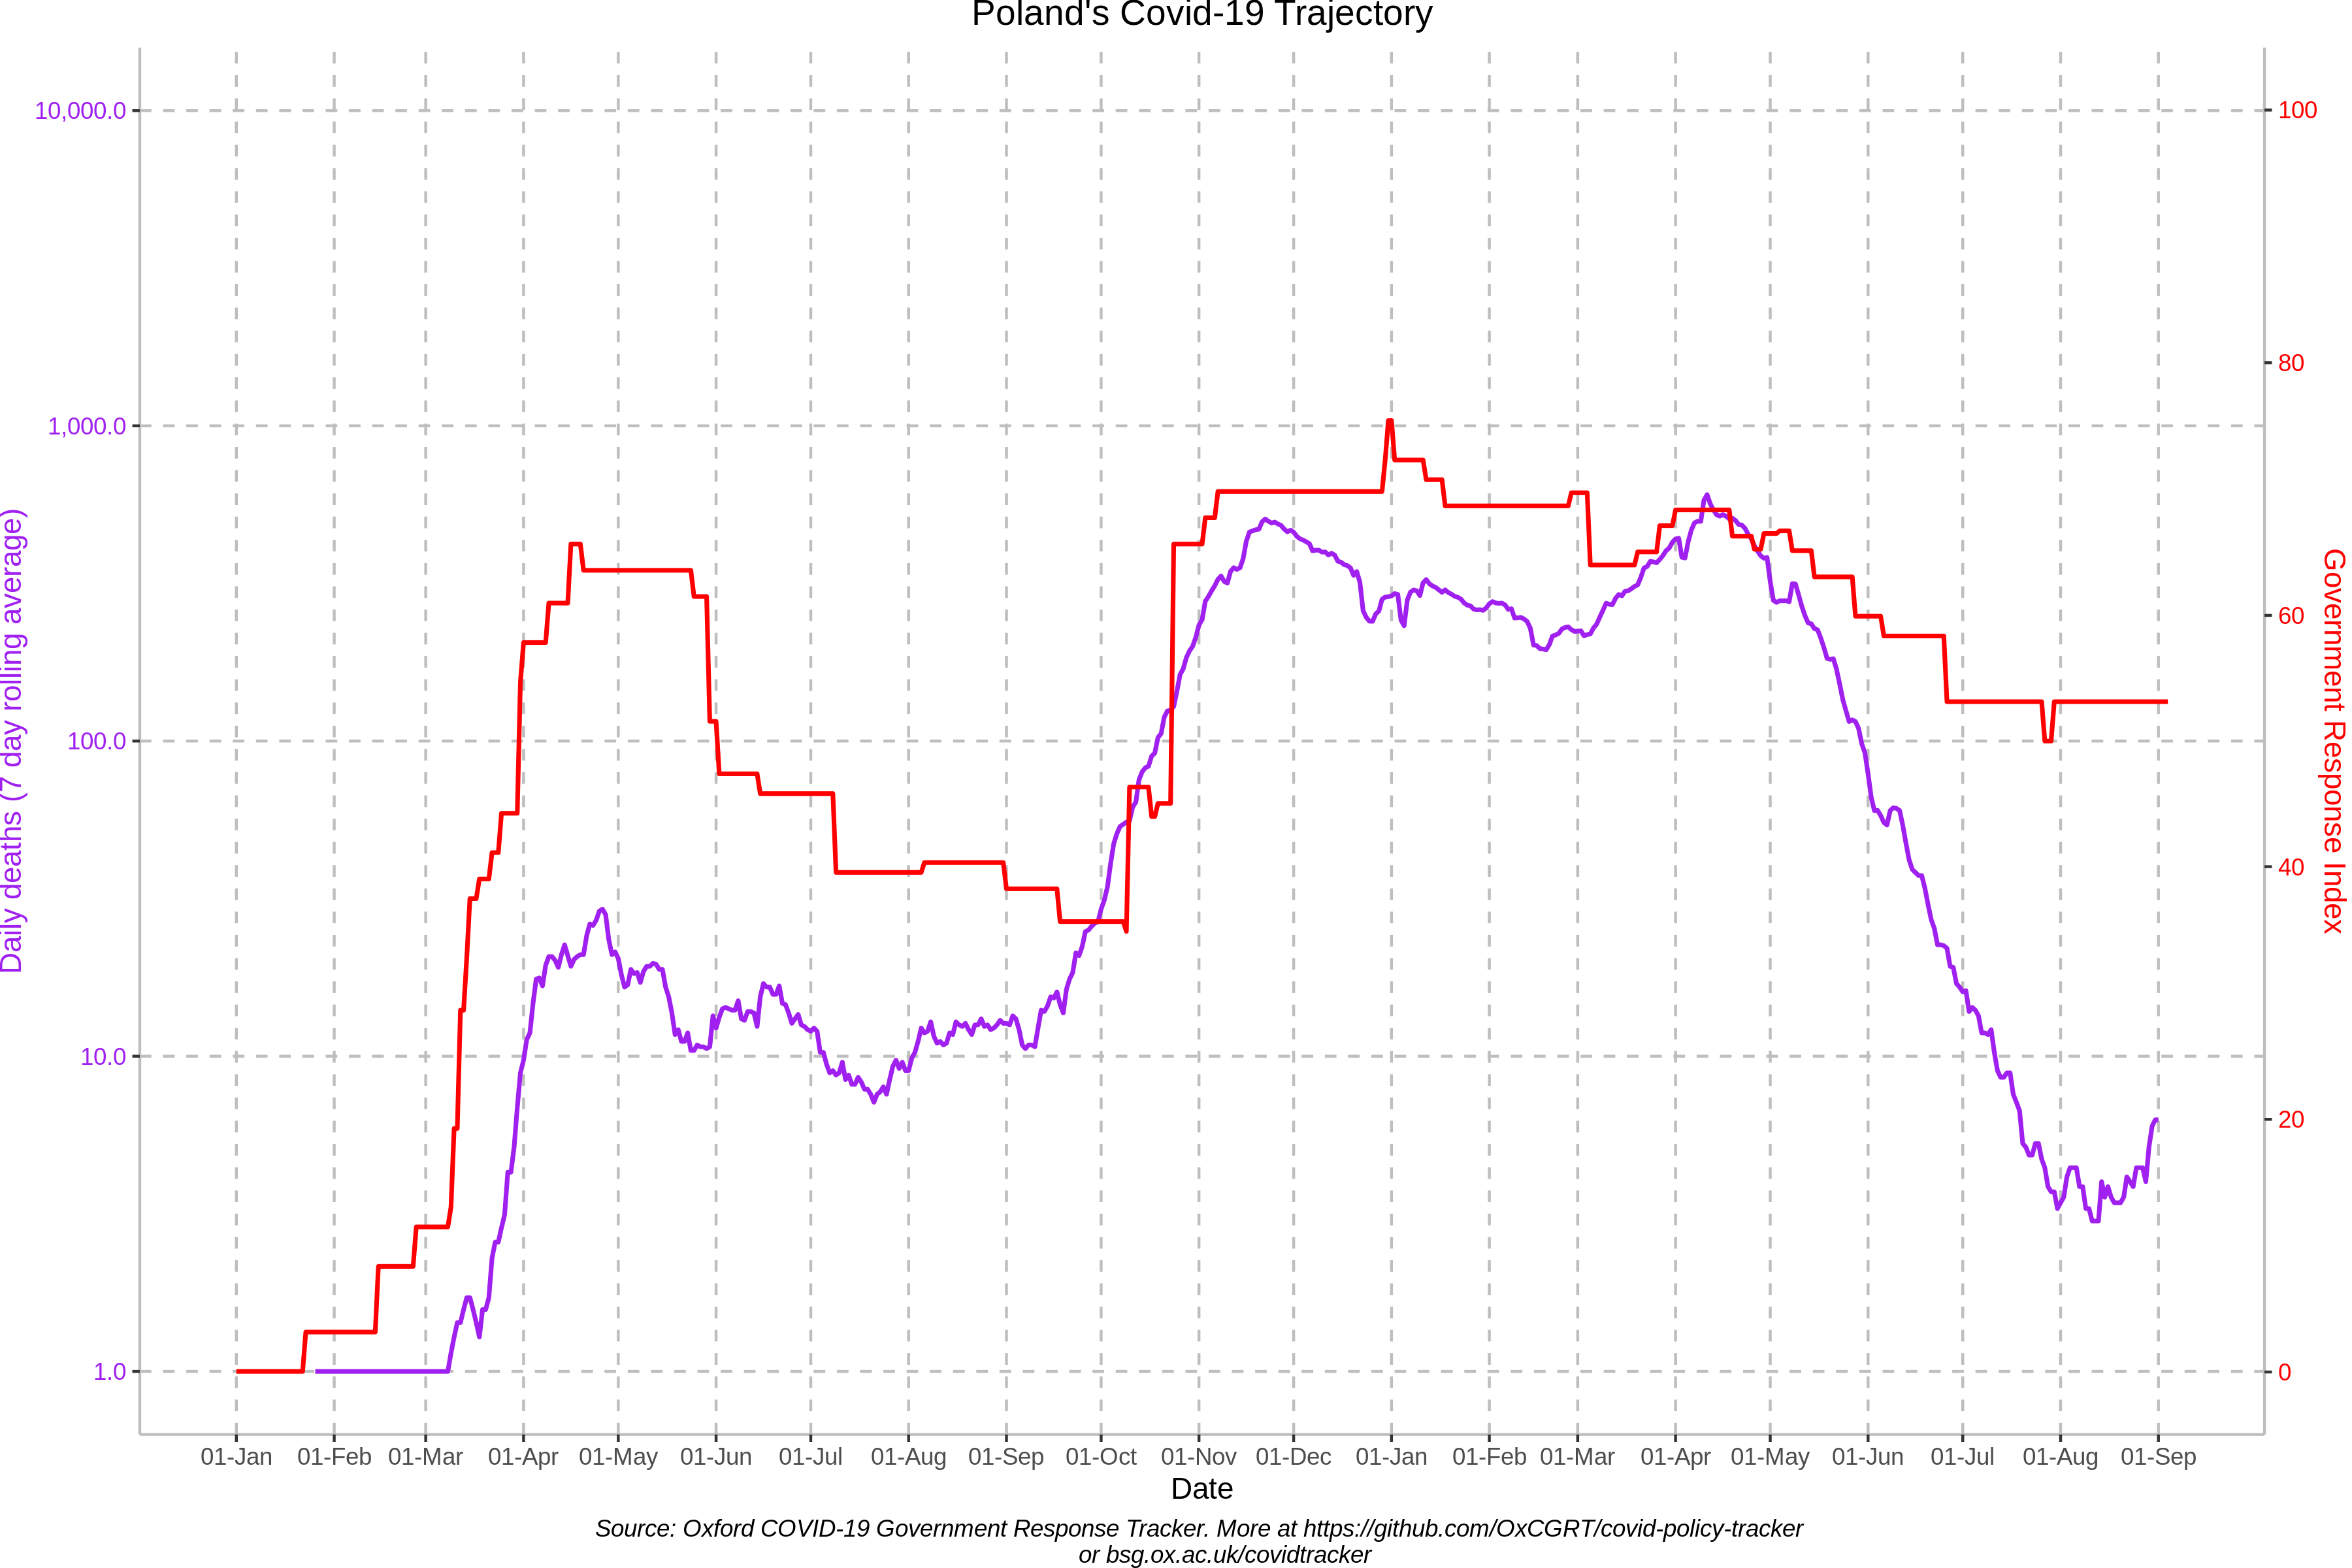 Poland's Covid-19 Trajectory
10,000.0
1,000.0
100.0
10.0
1.0
Daily deaths (7 day rolling average)
100
80
60
40
20
0
Government Response Index
01-Jan 01-Feb 01-Mar 01-Apr 01-May 01-Jun 01-Jul 01-Aug 01-Sep 01-Oct 01-Nov 01-Dec 01-Jan 01-Feb 01-Mar 01-Apr 01-May 01-Jun 01-Jul 01-Aug 01-Sep
Date
Source: Oxford COVID-19 Government Response Tracker. More at https://github.com/OxCGRT/covid-policy-tracker
or bsg.ox.ac.uk/covidtracker